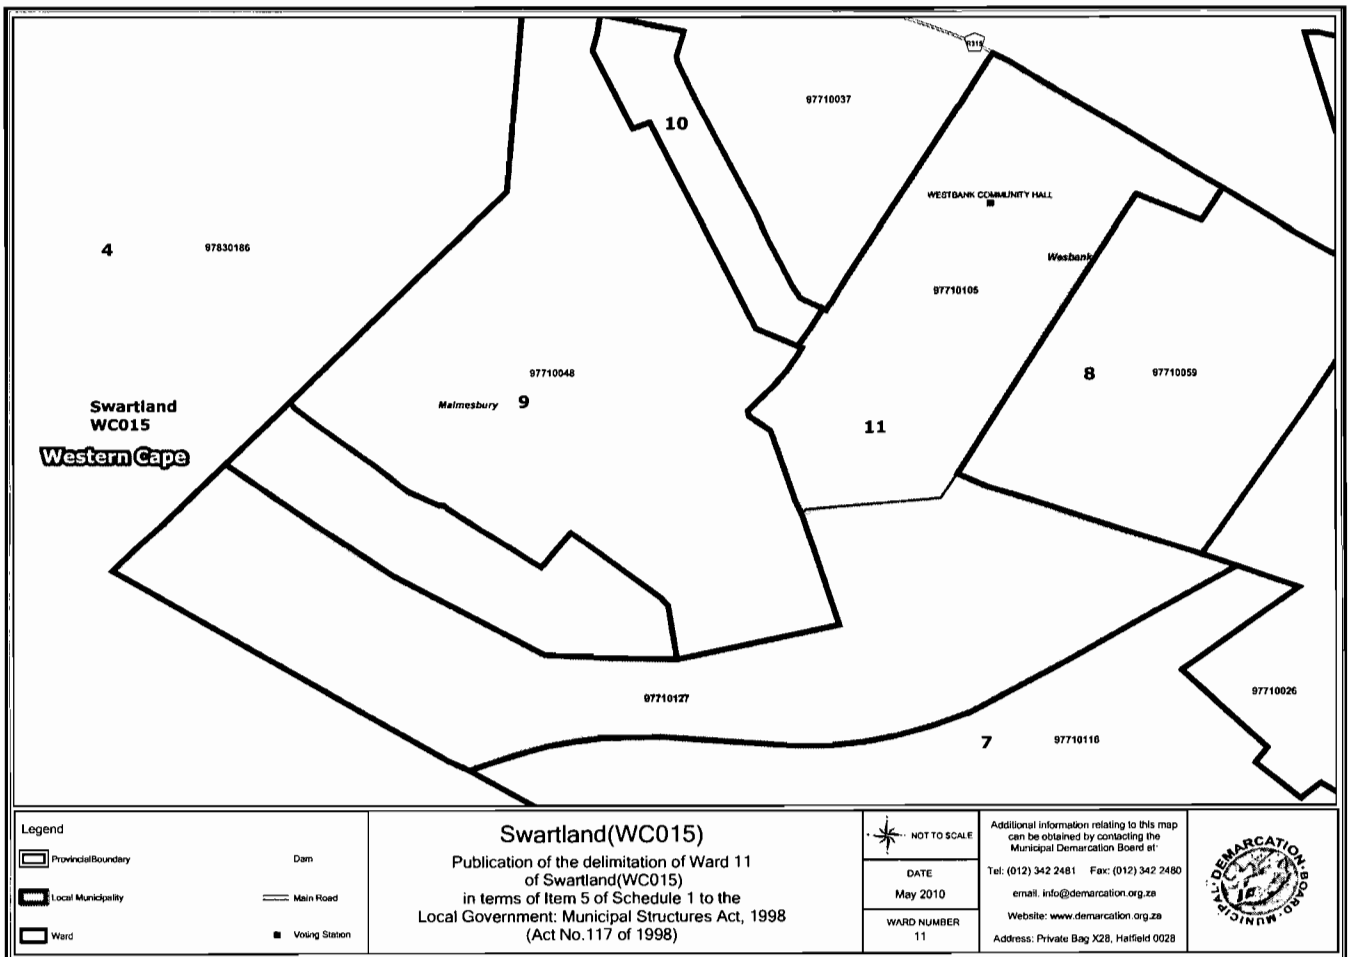 R315
97710037
10
WESTBANK COMMUNITY HALL
4
97830186
Wesbank
97710105
97710048
8
97710059
Malmesbury
9
Swartland
WC015
11
Western Cape
97710127
97710026
7
97710116
Legend
Provincial Boundary
Dam
Local Municipality
Main Road
Ward
Voting Station
Swartland(WC015)
Publication of the delimitation of Ward 11
of Swartland(WC015)
in terms of Item 5 of Schedule 1 to the
Local Government: Municipal Structures Act, 1998
(Act No.117 of 1998)
NOT TO SCALE
DATE
May 2010
WARD NUMBER
11
Additional information relating to this map
can be obtained by contacting the
Municipal Demarcation Board at:
Tel: (012) 342 2481 Fax: (012) 342 2480
email. info@demarcation.org.za
Website: www.demarcation.org.za
Address: Private Bag X28, Hatfield 0028
MUNICIPAL DEMARCATION BOARD